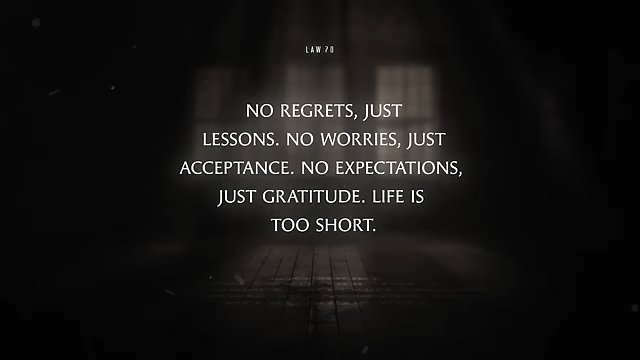 LAW 20
NO REGRETS, JUST
LESSONS. NO WORRIES, JUST
ACCEPTANCE. NO EXPECTATIONS,
JUST GRATITUDE. LIFE IS
TOO SHORT.